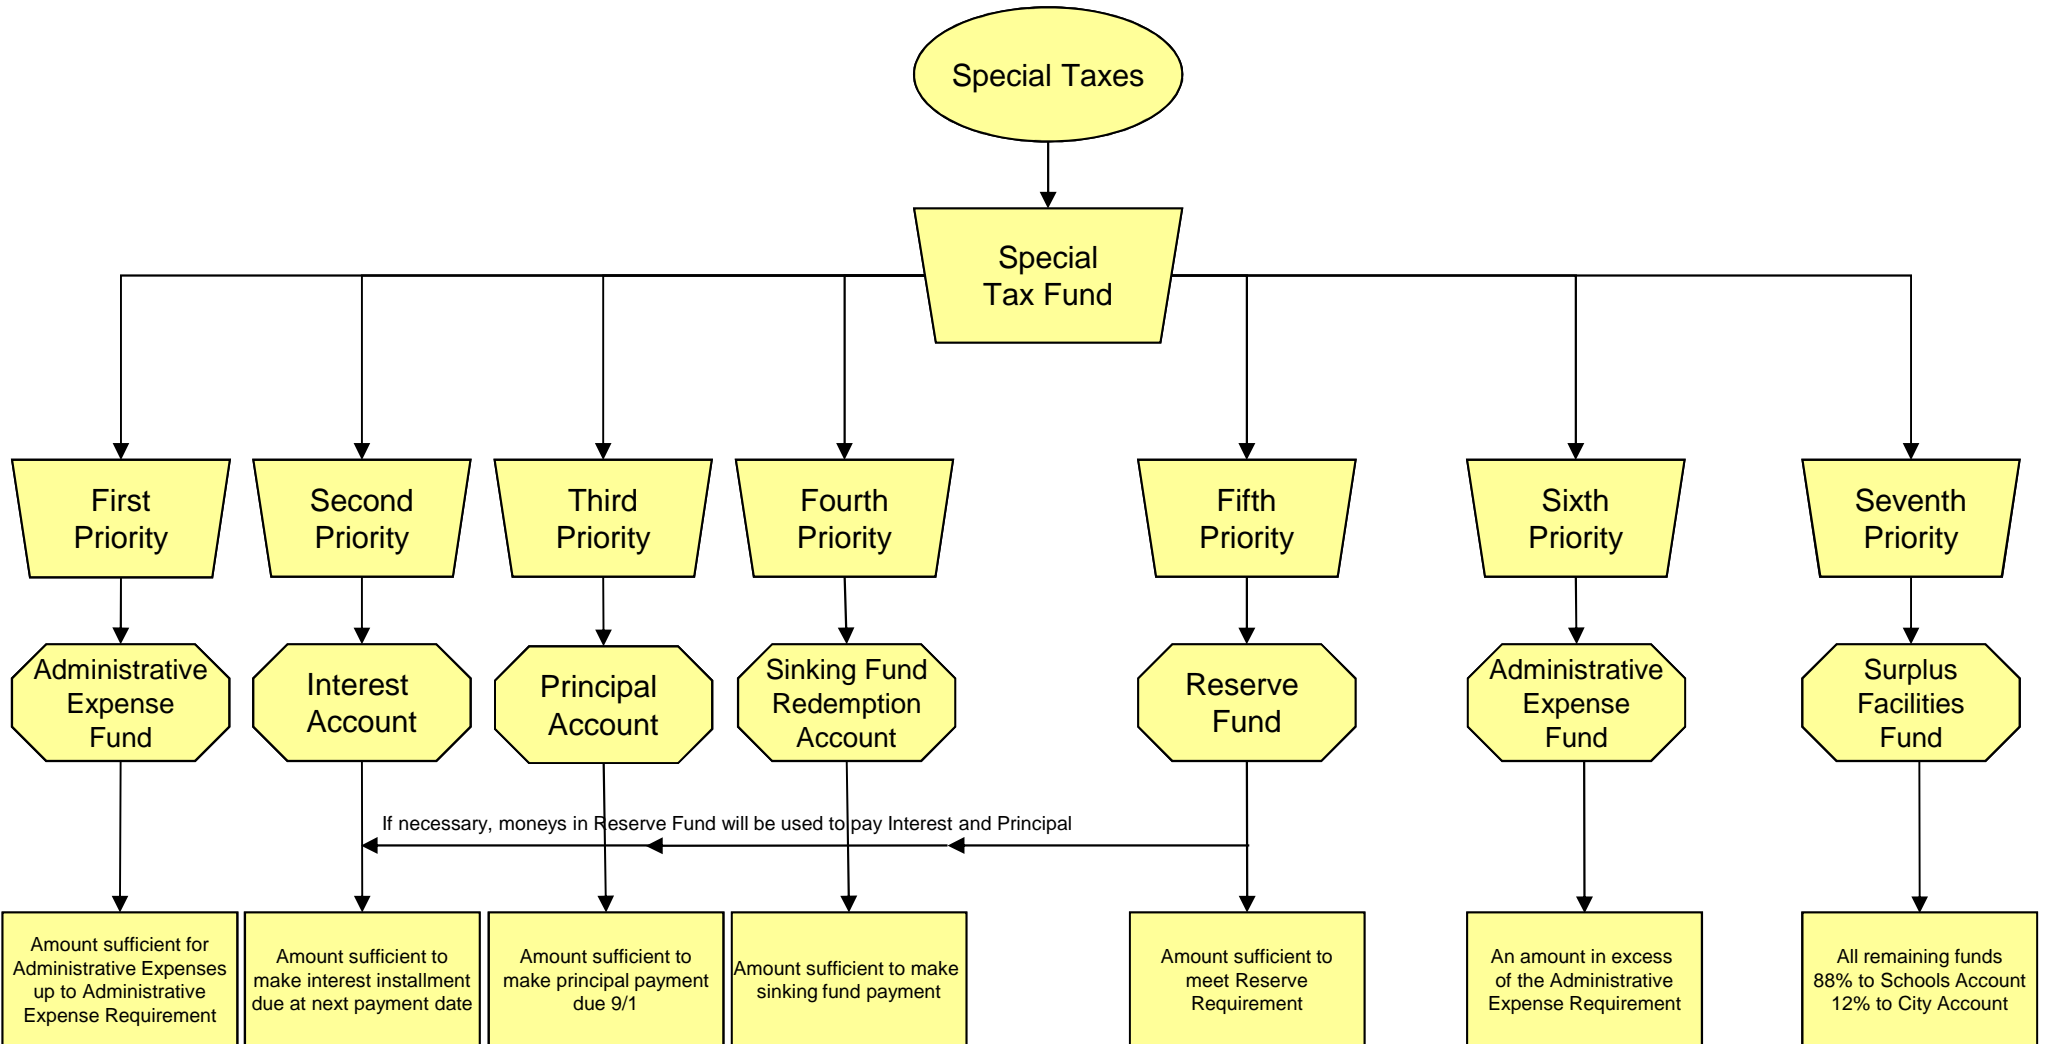 Special Taxes
Special
Tax Fund
First
Priority
Second
Priority
Third
Priority
Fourth
Priority
Fifth
Priority
Sixth
Priority
Seventh
Priority
Administrative
Expense
Fund
Interest
Account
Principal
Account
Sinking Fund
Redemption
Account
Reserve
Fund
Administrative
Expense
Fund
Surplus
Facilities
Fund
If necessary, moneys in Reserve Fund will be used to pay Interest and Principal
Amount sufficient for
Administrative Expenses
up to Administrative
Expense Requirement
Amount sufficient to
make interest installment
due at next payment date
Amount sufficient to
make principal payment
due 9/1
Amount sufficient to make
sinking fund payment
Amount sufficient to
meet Reserve
Requirement
An amount in excess
of the Administrative
Expense Requirement
All remaining funds
88% to Schools Account
12% to City Account